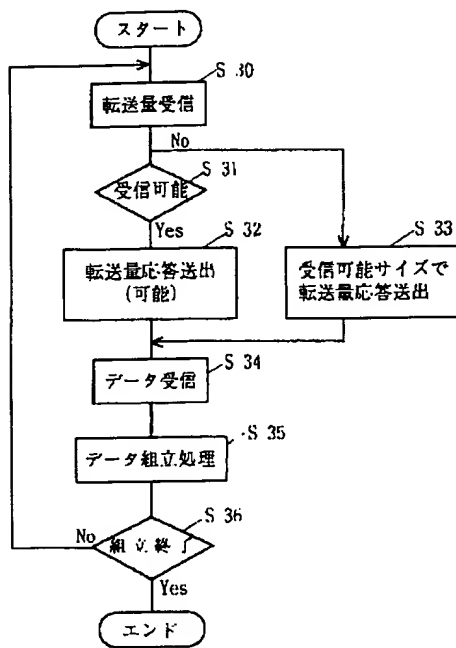 スタート
S 30
転送量受信
No
S 31
受信可能
Yes
S 32
転送量応答送出
(可能)
S 33
受信可能サイズで
転送量応答送出
S 34
データ受信
S 35
データ組立処理
S 36
No
組立終了
Yes
エンド